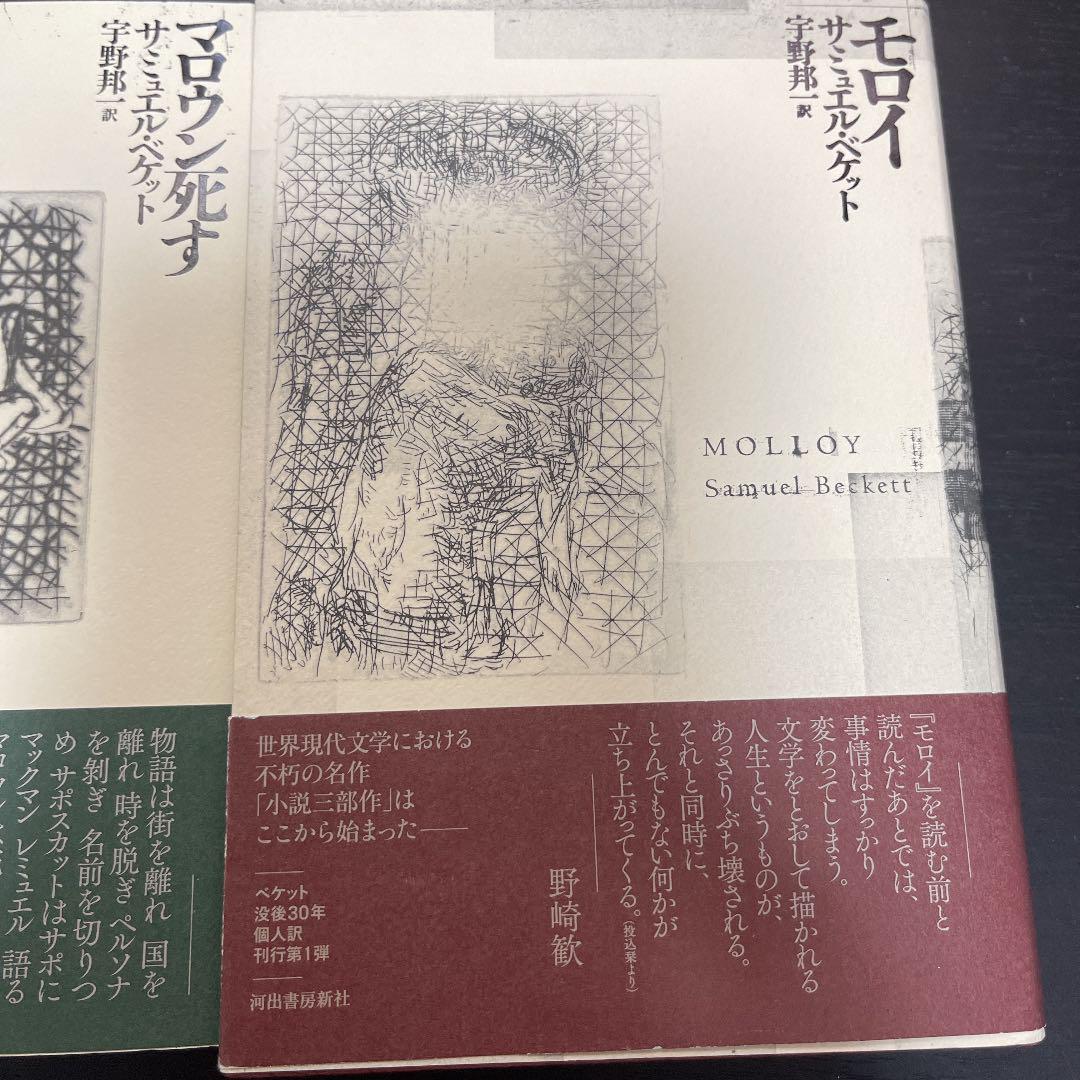 モロイ
サミュエル・ベケット
宇野邦一 訳
MOLLOY
Samuel Beckett
『モロイ』を読む前と
読んだあとでは、
事情はすっかり
変わってしまう。
文学をとおして描かれる
人生というものが、
あっさりぶち壊される。
それと同時に、
とんでもない何かが
立ち上がってくる。(投込栞より)
野崎歓
世界現代文学における
不朽の名作
「小説三部作」は
ここから始まった──
ベケット
没後30年
個人訳
刊行第1弾
河出書房新社
マロウン死す
サミュエル・ベケット
宇野邦一 訳
物語は街を離れ 国を
離れ 時を脱ぎ ペルソナ
を剝ぎ 名前を切りつ
め サポスカットはサポに
マックマン レミュエル 語る
マロウン